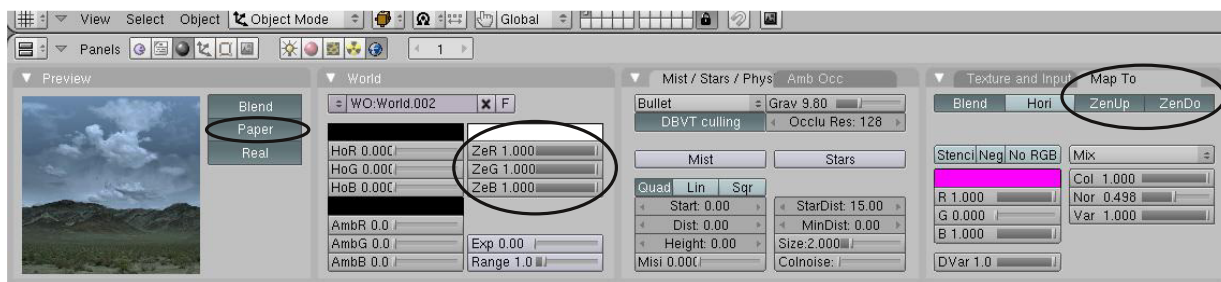 View Select Object Object Mode Global
Panels 1
Preview
Blend
Paper
Real
World
WO:World.002 F
HoR 0.000 ZeR 1.000
HoG 0.000 ZeG 1.000
HoB 0.000 ZeB 1.000
AmbR 0.0
AmbG 0.0 Exp 0.00
AmbB 0.0 Range 1.0
Mist / Stars / Phys Amb Occ
Bullet Grav 9.80
DBVT culling Occlu Res: 128
Mist Stars
Quad Lin Sqr
Start: 0.00 StarDist: 15.00
Dist: 0.00 MinDist: 0.00
Height: 0.00 Size:2.000
Misi 0.000 Colnoise:
Texture and Input Map To
Blend Hori ZenUp ZenDo
Stenci Neg No RGB Mix
Col 1.000
R 1.000 Nor 0.498
G 0.000 Var 1.000
B 1.000
DVar 1.0